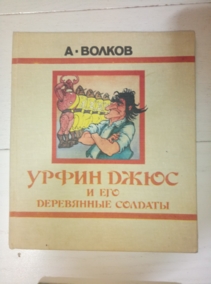 А·ВОЛКОВ
УРФИН ДЖЮС
И ЕГО
ДЕРЕВЯННЫЕ СОЛДАТЫ